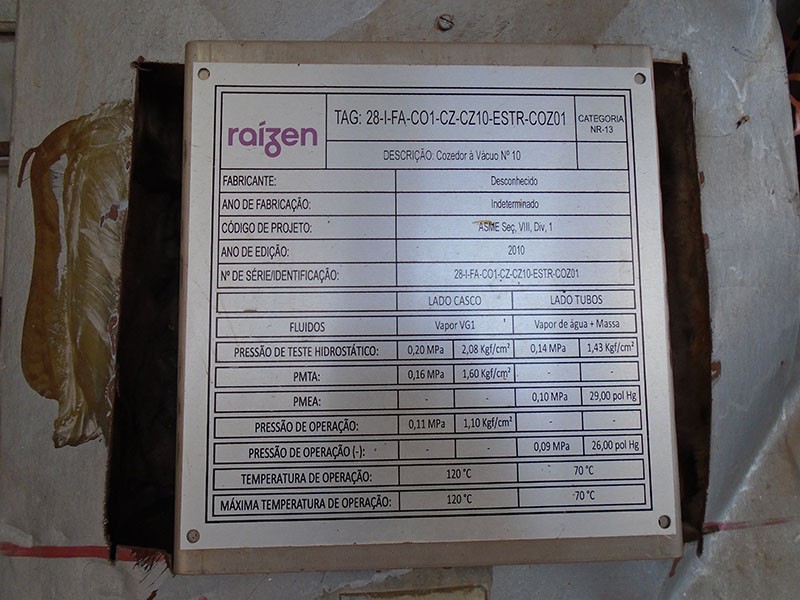 raízen
TAG: 28-I-FA-CO1-CZ-CZ10-ESTR-COZ01
CATEGORIA
NR-13
DESCRIÇÃO: Cozedor à Vácuo Nº 10
FABRICANTE: Desconhecido
ANO DE FABRICAÇÃO: Indeterminado
CÓDIGO DE PROJETO: ASME Seç, VIII, Div, 1
ANO DE EDIÇÃO: 2010
Nº DE SÉRIE/IDENTIFICAÇÃO: 28-I-FA-CO1-CZ-CZ10-ESTR-COZ01
LADO CASCO LADO TUBOS
FLUIDOS Vapor VG1 Vapor de água + Massa
PRESSÃO DE TESTE HIDROSTÁTICO: 0,20 MPa 2,08 Kgf/cm² 0,14 MPa 1,43 Kgf/cm²
PMTA: 0,16 MPa 1,60 Kgf/cm² - -
PMEA: - - 0,10 MPa 29,00 pol Hg
PRESSÃO DE OPERAÇÃO: 0,11 MPa 1,10 Kgf/cm² - -
PRESSÃO DE OPERAÇÃO (-): - - 0,09 MPa 26,00 pol Hg
TEMPERATURA DE OPERAÇÃO: 120 °C 70 °C
MÁXIMA TEMPERATURA DE OPERAÇÃO: 120 °C 70 °C